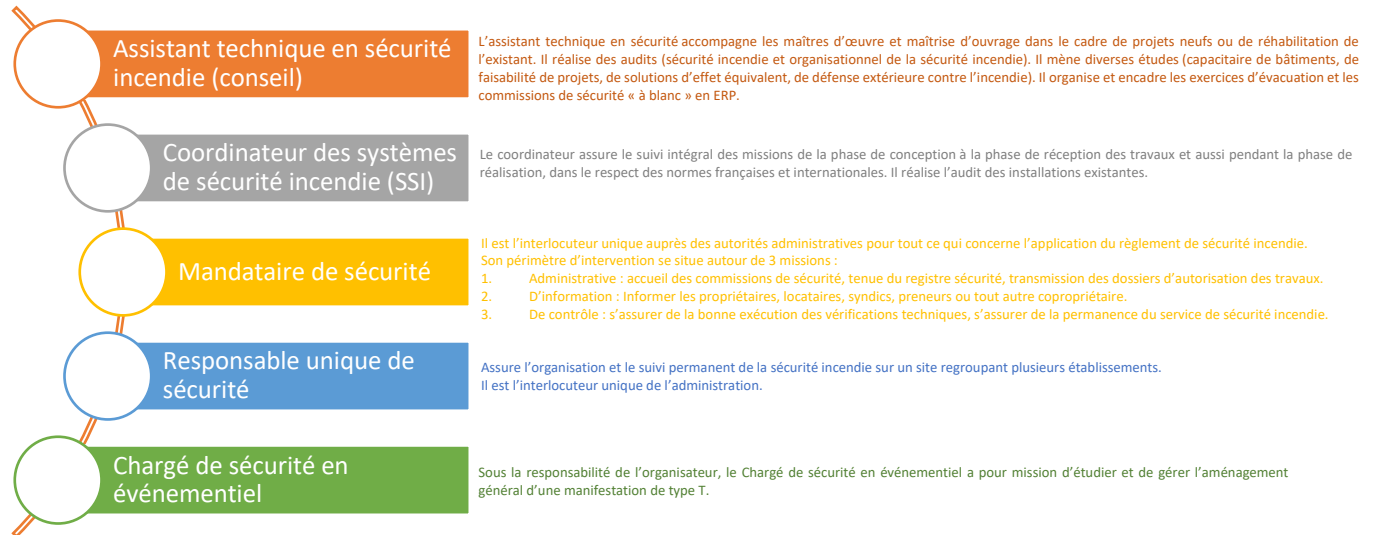 Assistant technique en sécurité
incendie (conseil)
L'assistant technique en sécurité accompagne les maîtres d'œuvre et maîtrise d'ouvrage dans le cadre de projets neufs ou de réhabilitation de
l'existant. Il réalise des audits (sécurité incendie et organisationnel de la sécurité incendie). Il mène diverses études (capacitaire de bâtiments, de
faisabilité de projets, de solutions d'effet équivalent, de défense extérieure contre l'incendie). Il organise et encadre les exercices d'évacuation et les
commissions de sécurité « à blanc » en ERP.
Coordinateur des systèmes
de sécurité incendie (SSI)
Le coordinateur assure le suivi intégral des missions de la phase de conception à la phase de réception des travaux et aussi pendant la phase de
réalisation, dans le respect des normes françaises et internationales. Il réalise l'audit des installations existantes.
Mandataire de sécurité
Il est l'interlocuteur unique auprès des autorités administratives pour tout ce qui concerne l'application du règlement de sécurité incendie.
Son périmètre d'intervention se situe autour de 3 missions :
1. Administrative : accueil des commissions de sécurité, tenue du registre sécurité, transmission des dossiers d'autorisation des travaux.
2. D'information : Informer les propriétaires, locataires, syndics, preneurs ou tout autre copropriétaire.
3. De contrôle : s'assurer de la bonne exécution des vérifications techniques, s'assurer de la permanence du service de sécurité incendie.
Responsable unique de
sécurité
Assure l'organisation et le suivi permanent de la sécurité incendie sur un site regroupant plusieurs établissements.
Il est l'interlocuteur unique de l'administration.
Chargé de sécurité en
événementiel
Sous la responsabilité de l'organisateur, le Chargé de sécurité en événementiel a pour mission d'étudier et de gérer l'aménagement
général d'une manifestation de type T.